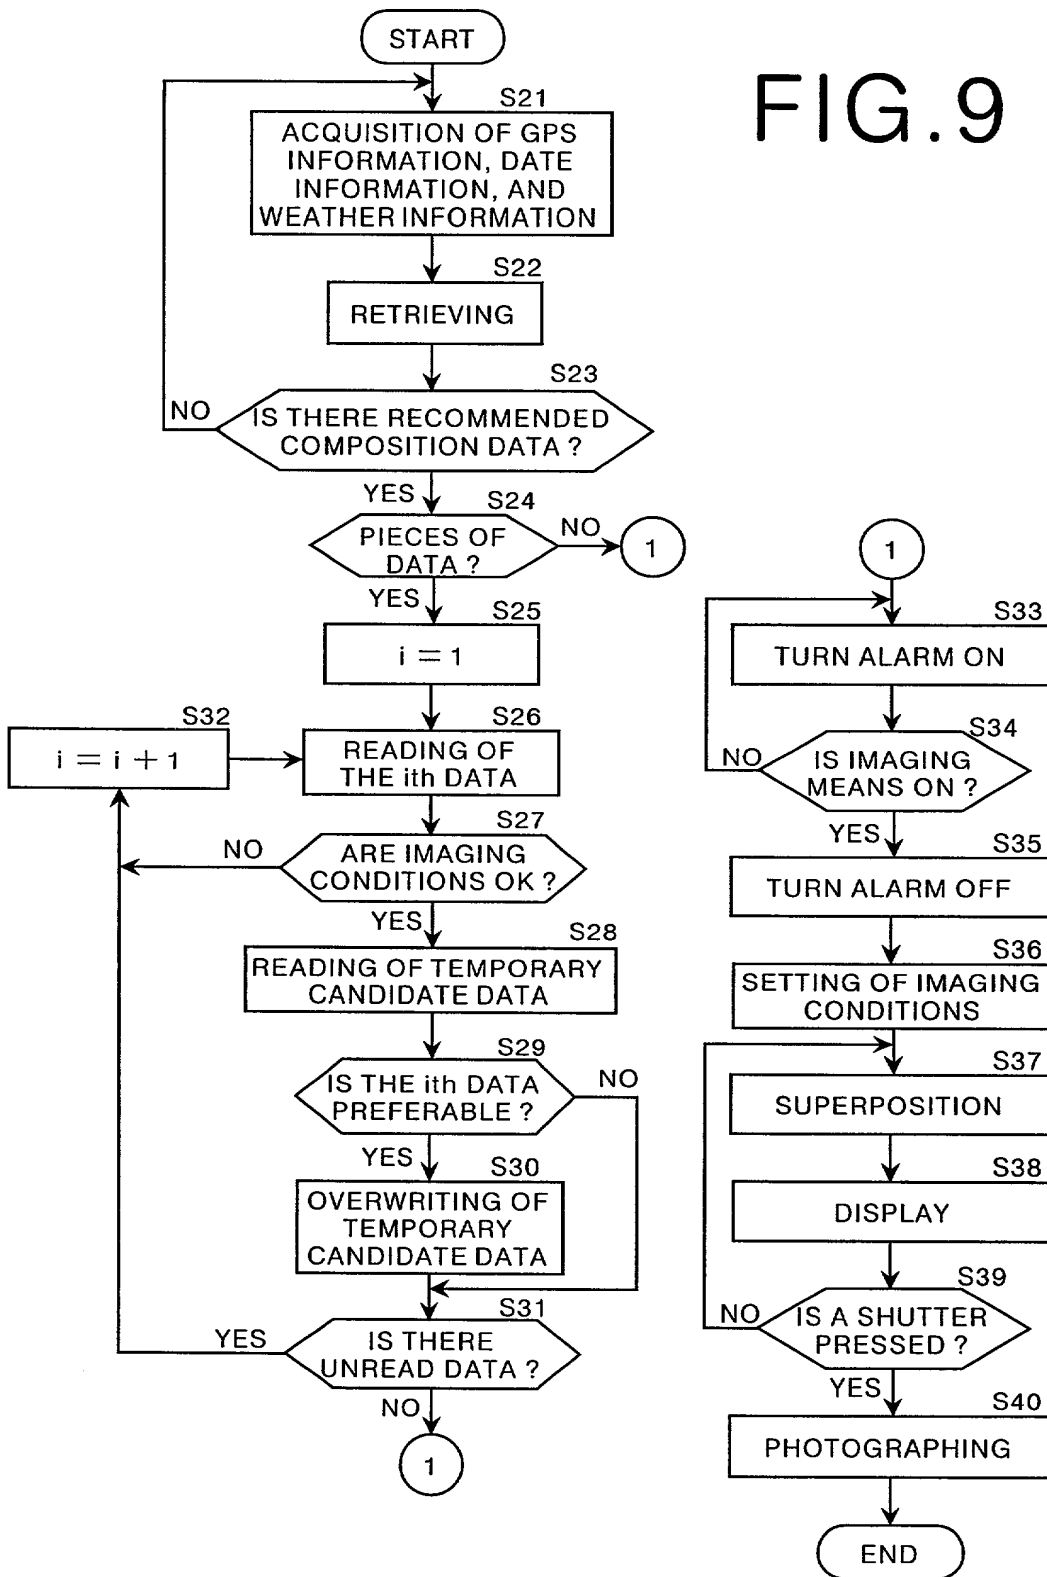 FIG.9
START
S21
ACQUISITION OF GPS
INFORMATION, DATE
INFORMATION, AND
WEATHER INFORMATION
S22
RETRIEVING
S23
IS THERE RECOMMENDED
COMPOSITION DATA ?
NO
YES
S24
PIECES OF
DATA ?
NO
1
YES
S25
i = 1
S32
i = i + 1
S26
READING OF
THE ith DATA
S27
ARE IMAGING
CONDITIONS OK ?
NO
YES
S28
READING OF TEMPORARY
CANDIDATE DATA
S29
IS THE ith DATA
PREFERABLE ?
NO
YES
S30
OVERWRITING OF
TEMPORARY
CANDIDATE DATA
S31
IS THERE
UNREAD DATA ?
YES
NO
1
1
S33
TURN ALARM ON
S34
IS IMAGING
MEANS ON ?
NO
YES
S35
TURN ALARM OFF
S36
SETTING OF IMAGING
CONDITIONS
S37
SUPERPOSITION
S38
DISPLAY
S39
IS A SHUTTER
PRESSED ?
NO
YES
S40
PHOTOGRAPHING
END